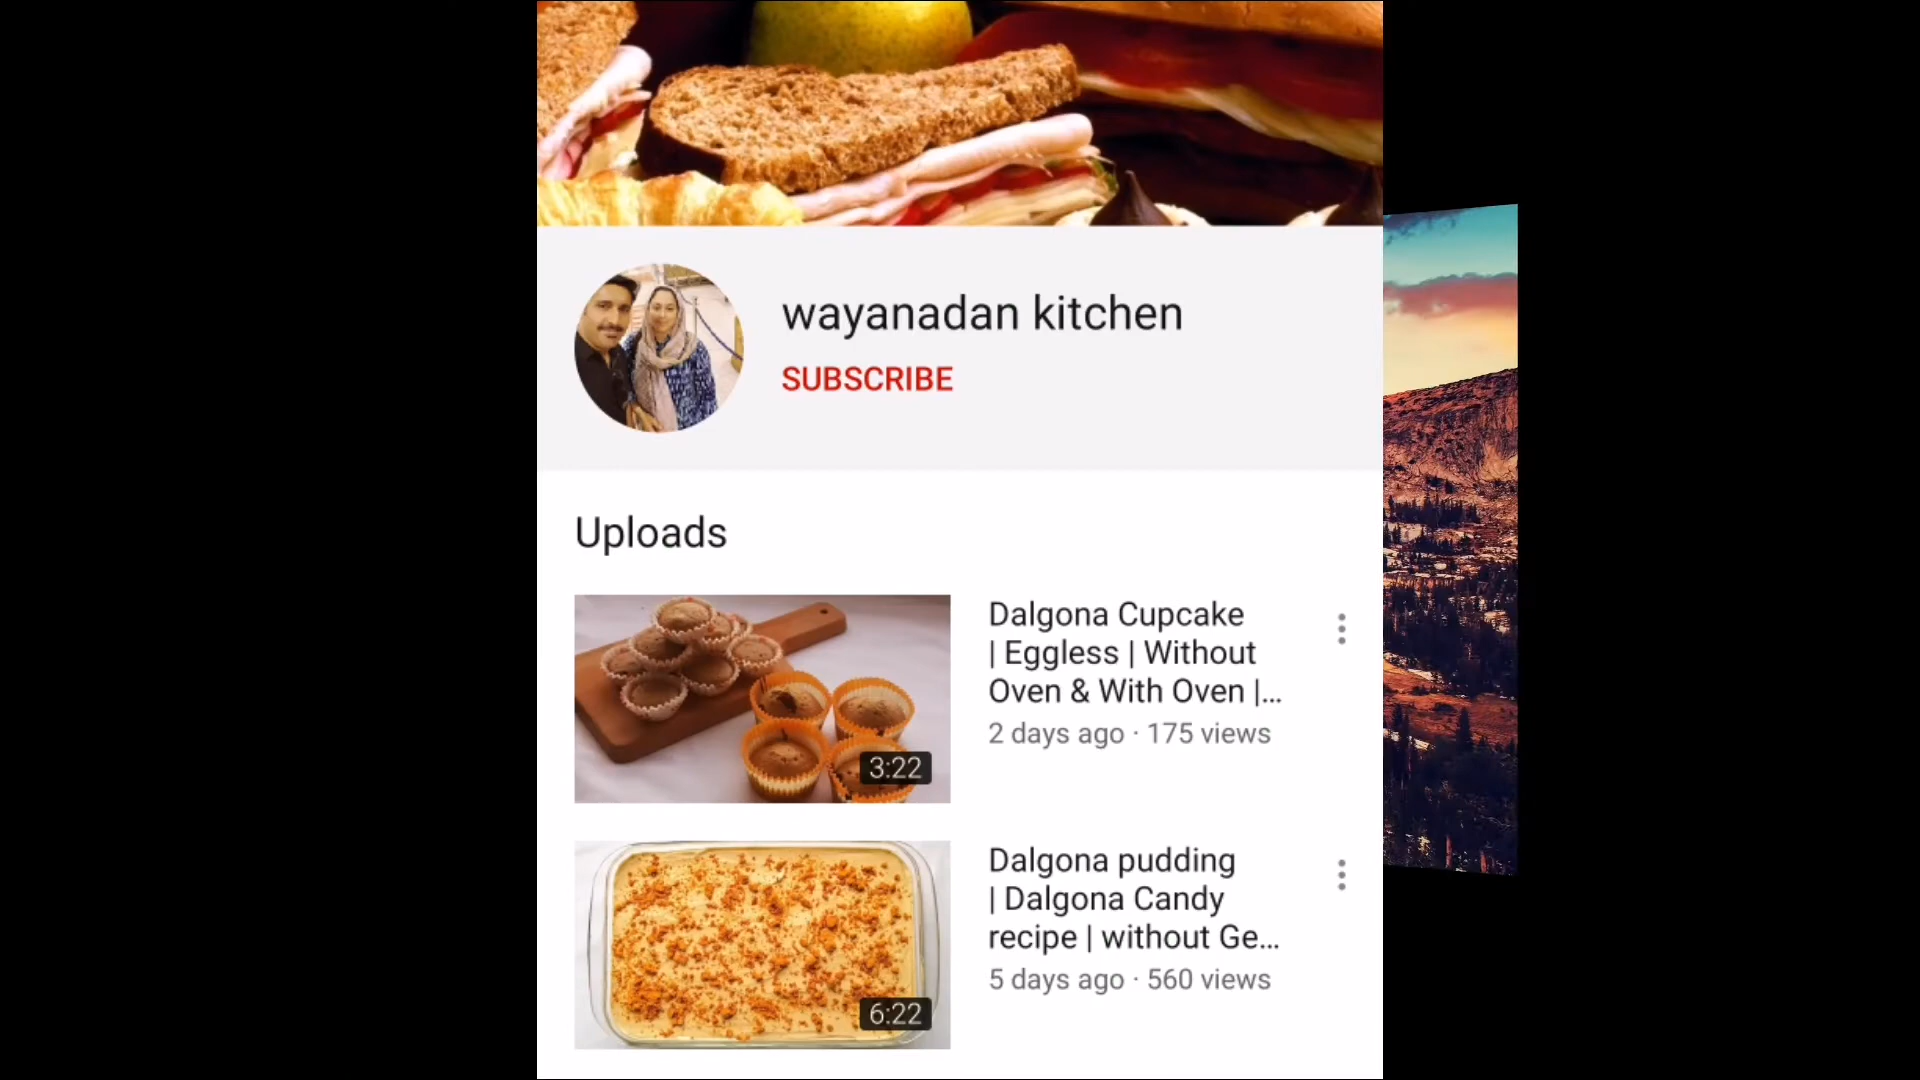 wayanadan kitchen
SUBSCRIBE
Uploads
Dalgona Cupcake
| Eggless | Without
Oven & With Oven |...
2 days ago · 175 views
3:22
Dalgona pudding
| Dalgona Candy
recipe | without Ge...
5 days ago · 560 views
6:22